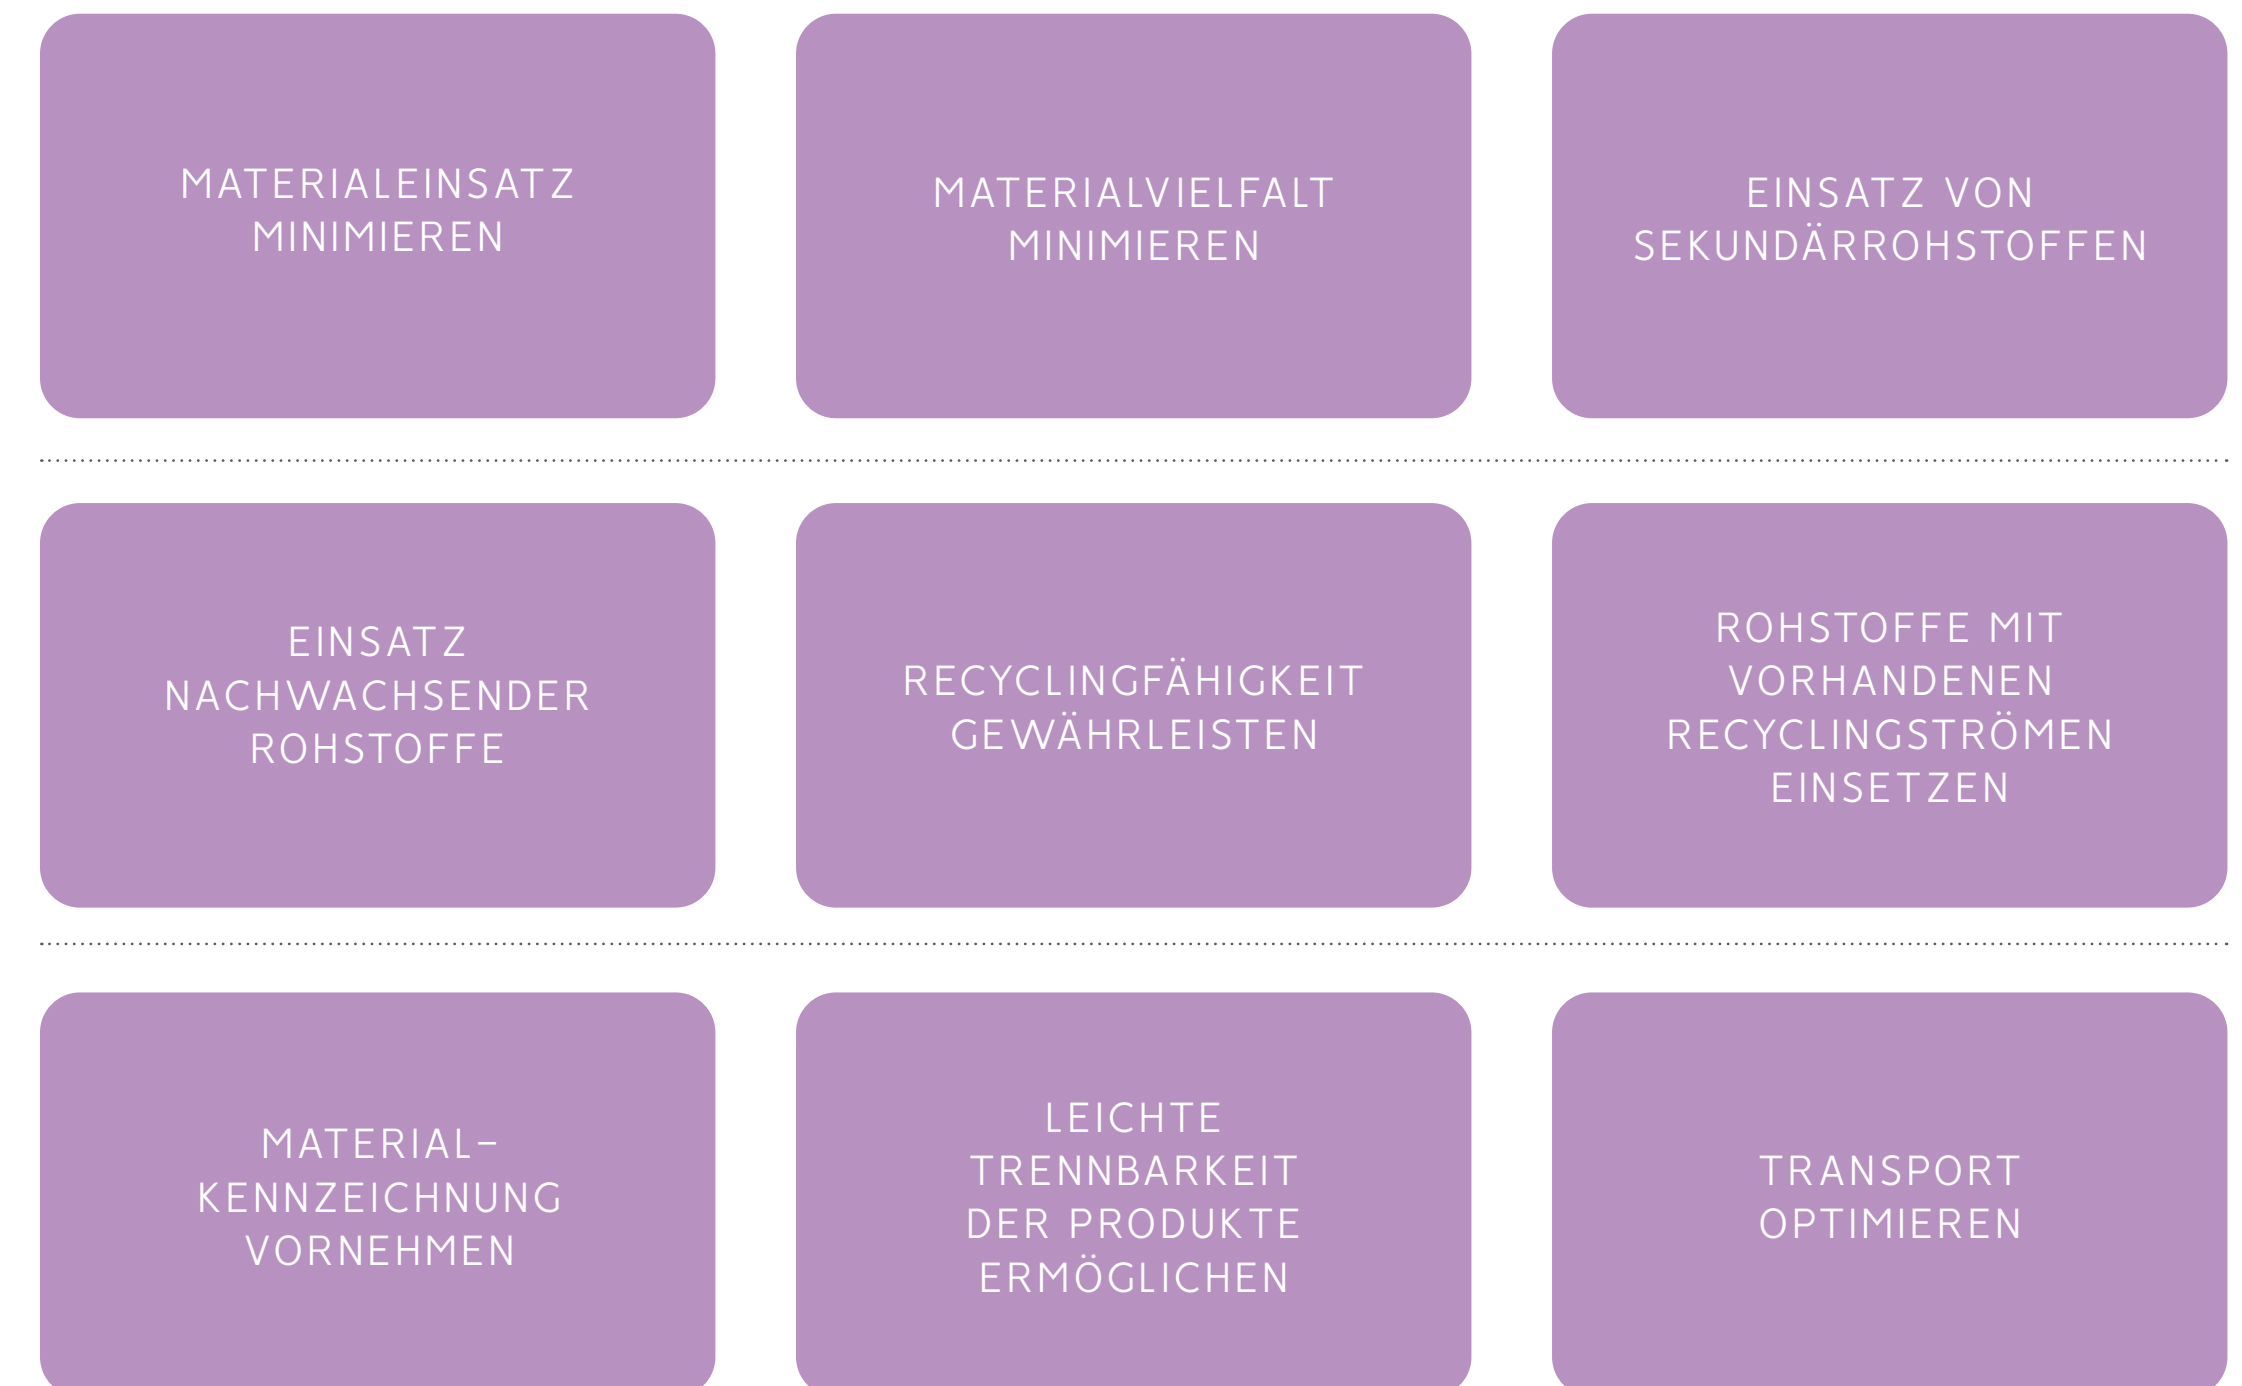 MATERIALEINSATZ
MINIMIEREN
MATERIALVIELFALT
MINIMIEREN
EINSATZ VON
SEKUNDÄRROHSTOFFEN
EINSATZ
NACHWACHSENDER
ROHSTOFFE
RECYCLINGFÄHIGKEIT
GEWÄHRLEISTEN
ROHSTOFFE MIT
VORHANDENEN
RECYCLINGSTRÖMEN
EINSETZEN
MATERIAL-
KENNZEICHNUNG
VORNEHMEN
LEICHTE
TRENNBARKEIT
DER PRODUKTE
ERMÖGLICHEN
TRANSPORT
OPTIMIEREN